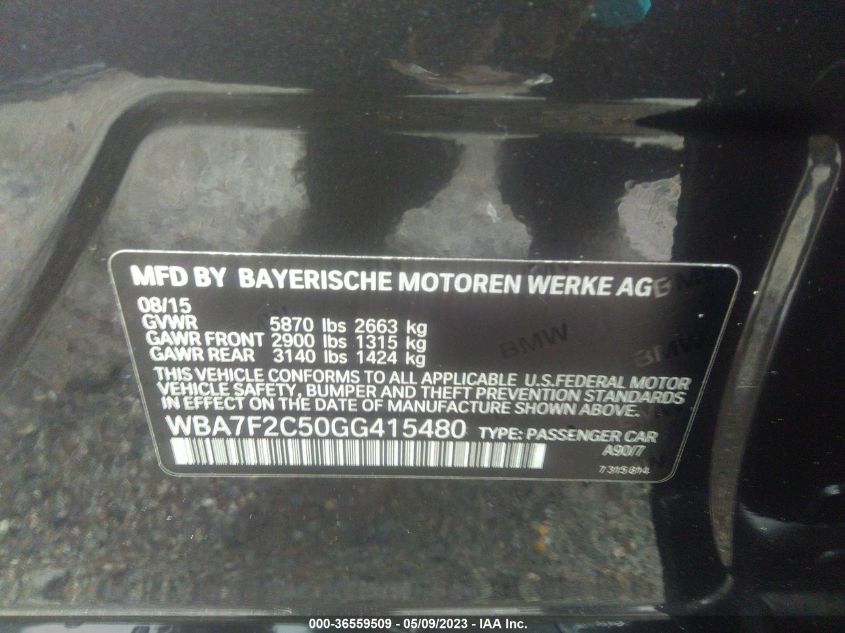 MFD BY BAYERISCHE MOTOREN WERKE AG
08/15
GVWR 5870 lbs 2663 kg
GAWR FRONT 2900 lbs 1315 kg
GAWR REAR 3140 lbs 1424 kg
THIS VEHICLE CONFORMS TO ALL APPLICABLE U.S.FEDERAL MOTOR
VEHICLE SAFETY, BUMPER AND THEFT PREVENTION STANDARDS
IN EFFECT ON THE DATE OF MANUFACTURE SHOWN ABOVE.
WBA7F2C50GG415480 TYPE: PASSENGER CAR
A90/7
7315814
BMW
BMW
000-36559509 - 05/09/2023 - IAA Inc.